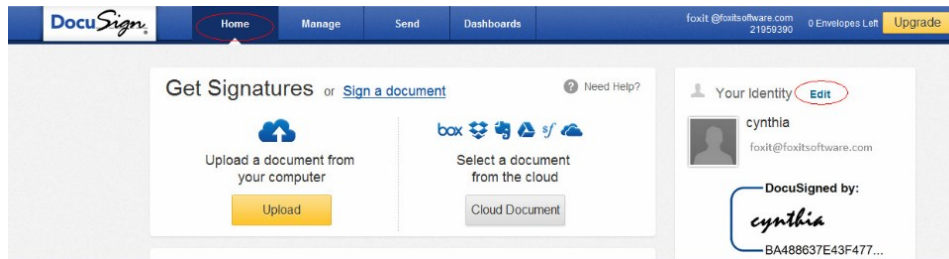 DocuSign
Home Manage Send Dashboards
foxit @foxitsoftware.com
21959390
0 Envelopes Left
Upgrade
Get Signatures or Sign a document
? Need Help?
box sf
Upload a document from
your computer
Upload
Select a document
from the cloud
Cloud Document
Your Identity Edit
cynthia
foxit@foxitsoftware.com
DocuSigned by:
cynthia
BA488637E43F477...